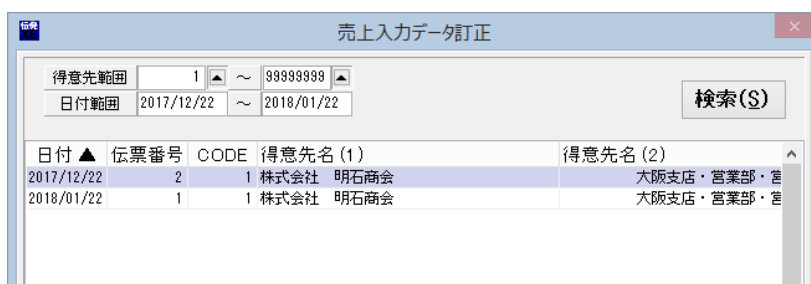 伝発
売上入力データ訂正
得意先範囲 1 ～ 99999999
日付範囲 2017/12/22 ～ 2018/01/22
検索(S)
日付▲ 伝票番号 CODE 得意先名(1) 得意先名(2)
2017/12/22 2 1 株式会社 明石商会 大阪支店・営業部・営
2018/01/22 1 1 株式会社 明石商会 大阪支店・営業部・営